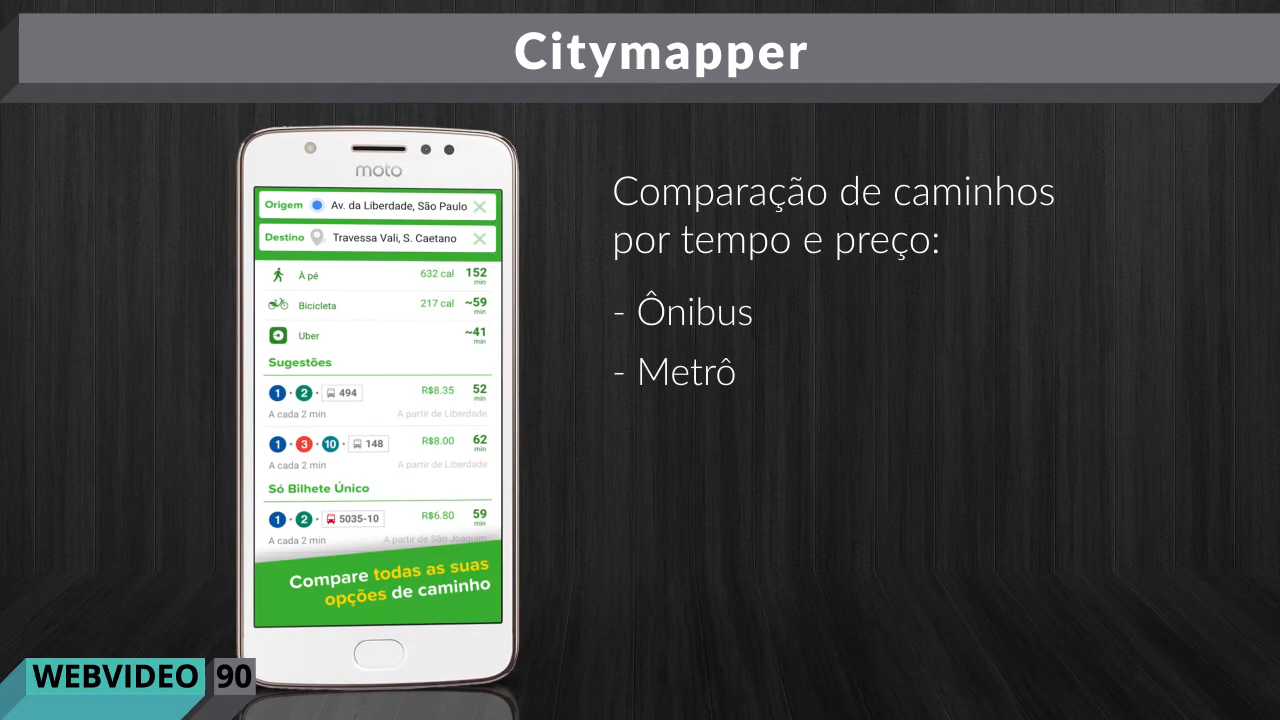 Citymapper
moto
Origem Av. da Liberdade, São Paulo
Destino Travessa Vali, S. Caetano
À pé 632 cal 152 min
Bicicleta 217 cal ~59 min
Uber ~41 min
Sugestões
1 · 2 · 494 R$8.35 52 min
A cada 2 min A partir de Liberdade
1 · 3 · 10 · 148 R$8.00 62 min
A cada 2 min A partir de Liberdade
Só Bilhete Único
1 · 2 · 5035-10 R$6.80 59 min
A cada 2 min A partir de São Joaquim
Compare todas as suas
opções de caminho
Comparação de caminhos
por tempo e preço:
- Ônibus
- Metrô
WEBVIDEO 90